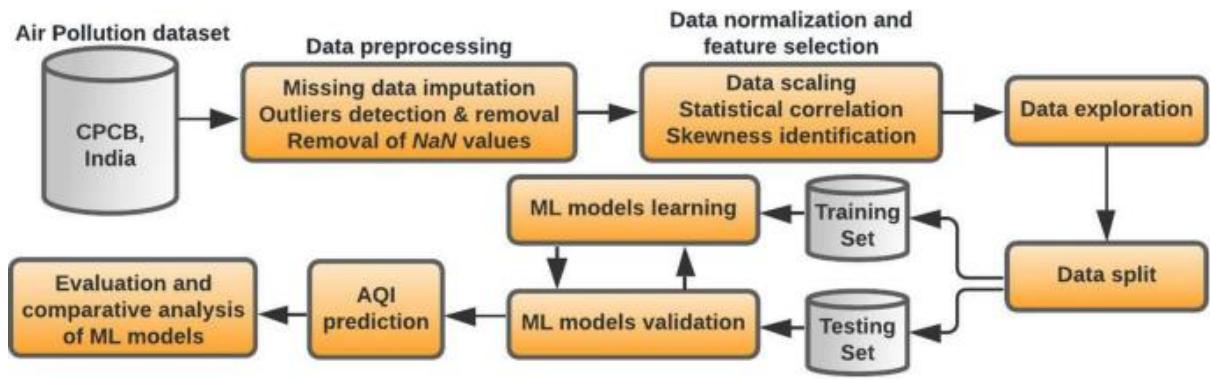 Air Pollution dataset
CPCB,
India
Data preprocessing
Missing data imputation
Outliers detection & removal
Removal of NaN values
Data normalization and
feature selection
Data scaling
Statistical correlation
Skewness identification
Data exploration
Data split
Training
Set
Testing
Set
ML models learning
ML models validation
AQI
prediction
Evaluation and
comparative analysis
of ML models